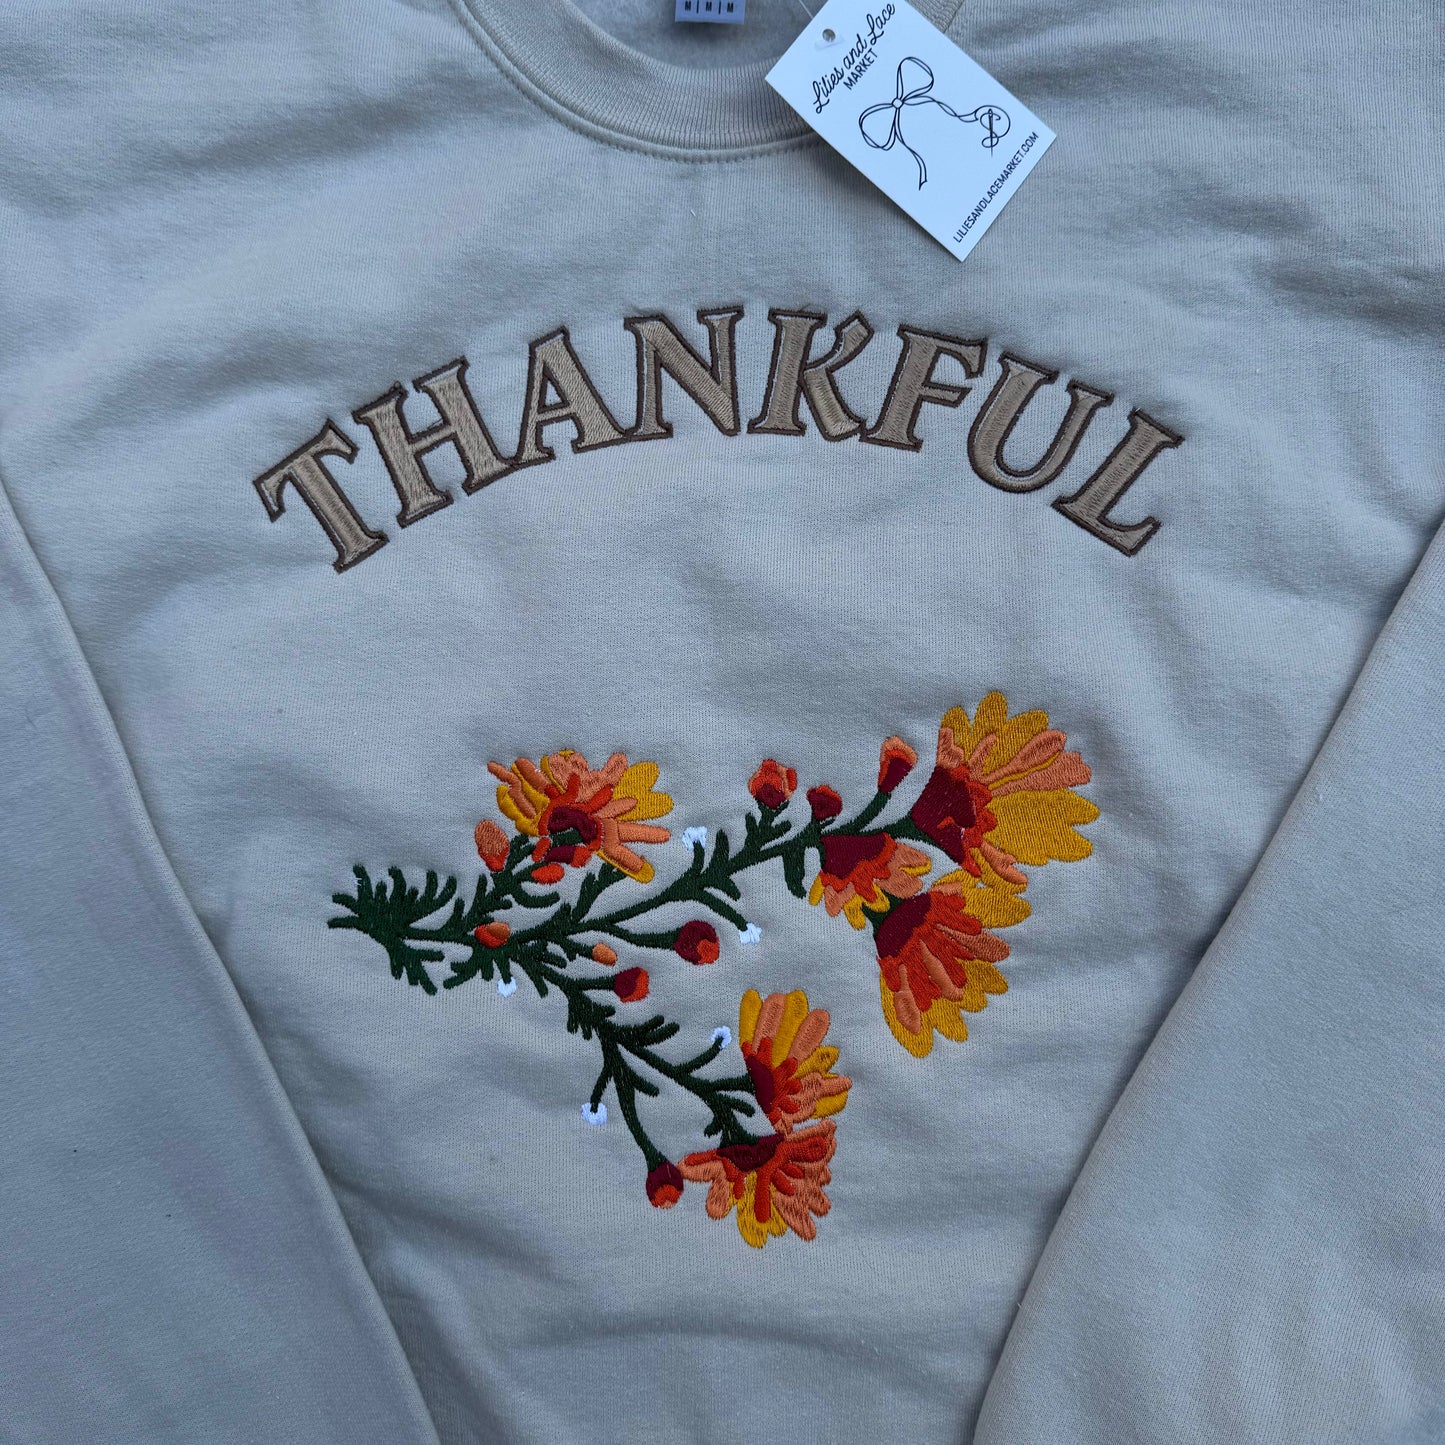 M M M
Lilies and Lace
MARKET
LILIESANDLACEMARKET.COM
THANKFUL